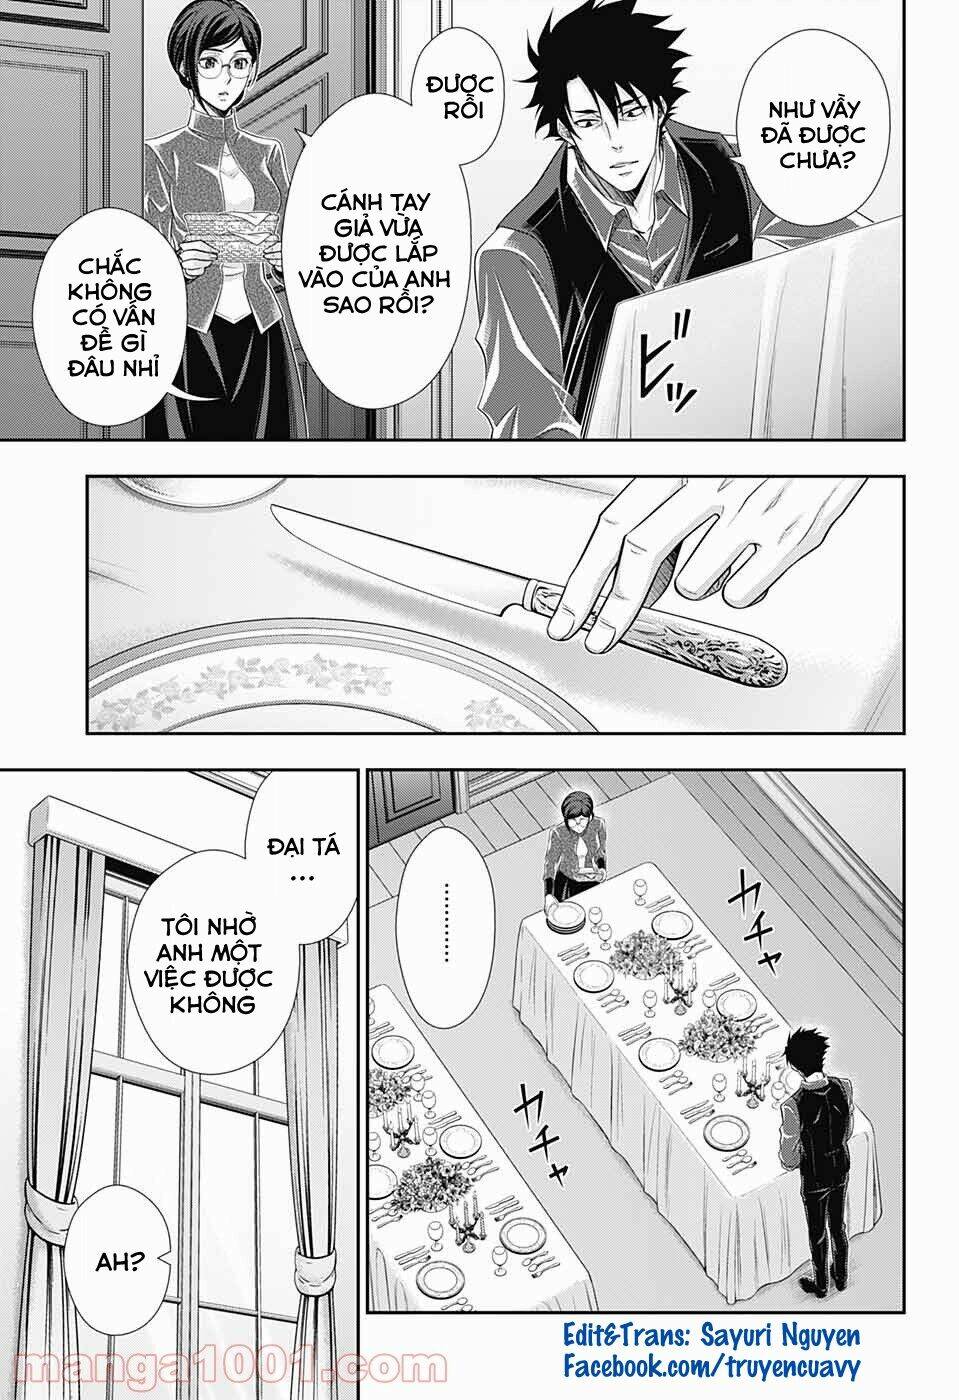 NHƯ VẦY
ĐÃ ĐƯỢC
CHƯA?
ĐƯỢC
RỒI
CÁNH TAY
GIẢ VỪA
ĐƯỢC LẮP
VÀO CỦA ANH
SAO RỒI?
CHẮC
KHÔNG
CÓ VẤN
ĐỀ GÌ
ĐÂU NHỈ
ビッ
カチャ
..........
カチャ
ĐẠI TÁ
...
TÔI NHỜ
ANH MỘT
VIỆC ĐƯỢC
KHÔNG
AH?
Edit&Trans: Sayuri Nguyen
Facebook.com/truyencuavy
manga1001.com